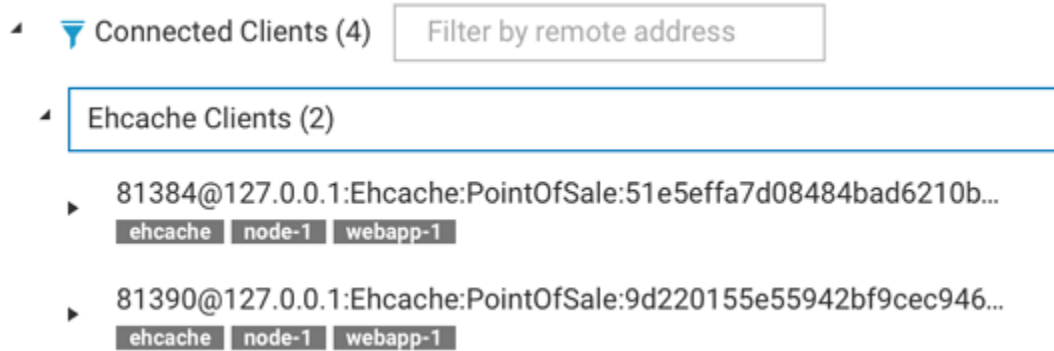 Connected Clients (4) Filter by remote address
Ehcache Clients (2)
81384@127.0.0.1:Ehcache:PointOfSale:51e5effa7d08484bad6210b...
ehcache node-1 webapp-1
81390@127.0.0.1:Ehcache:PointOfSale:9d220155e55942bf9cec946...
ehcache node-1 webapp-1